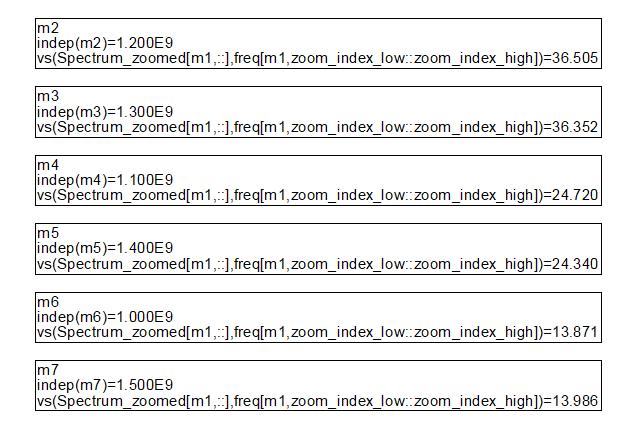 m2
indep(m2)=1.200E9
vs(Spectrum_zoomed[m1,::],freq[m1,zoom_index_low::zoom_index_high])=36.505
m3
indep(m3)=1.300E9
vs(Spectrum_zoomed[m1,::],freq[m1,zoom_index_low::zoom_index_high])=36.352
m4
indep(m4)=1.100E9
vs(Spectrum_zoomed[m1,::],freq[m1,zoom_index_low::zoom_index_high])=24.720
m5
indep(m5)=1.400E9
vs(Spectrum_zoomed[m1,::],freq[m1,zoom_index_low::zoom_index_high])=24.340
m6
indep(m6)=1.000E9
vs(Spectrum_zoomed[m1,::],freq[m1,zoom_index_low::zoom_index_high])=13.871
m7
indep(m7)=1.500E9
vs(Spectrum_zoomed[m1,::],freq[m1,zoom_index_low::zoom_index_high])=13.986